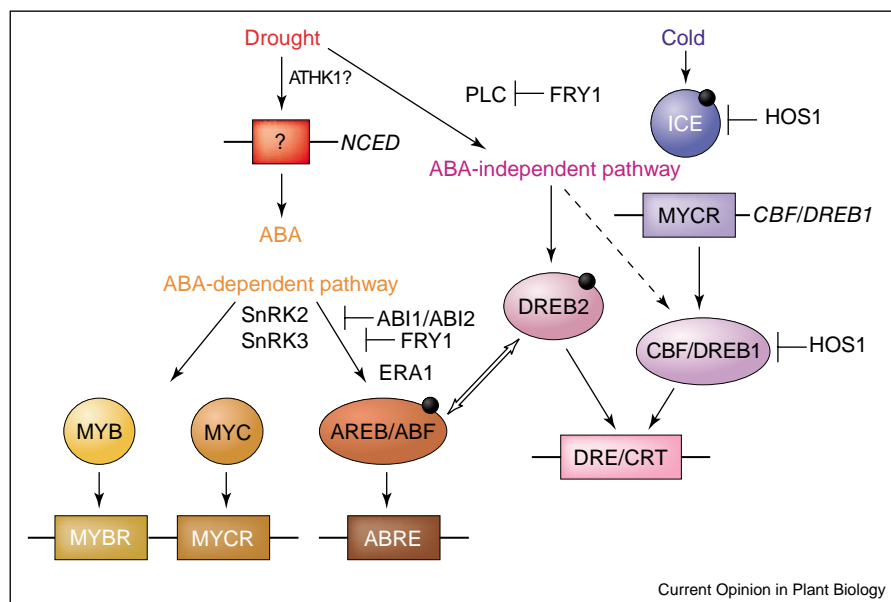 Drought
Cold
ATHK1?
PLC
FRY1
ICE
HOS1
?
NCED
ABA-independent pathway
MYCR
CBF/DREB1
ABA
ABA-dependent pathway
SnRK2
ABI1/ABI2
DREB2
SnRK3
FRY1
CBF/DREB1
HOS1
ERA1
MYB
MYC
AREB/ABF
DRE/CRT
MYBR
MYCR
ABRE
Current Opinion in Plant Biology